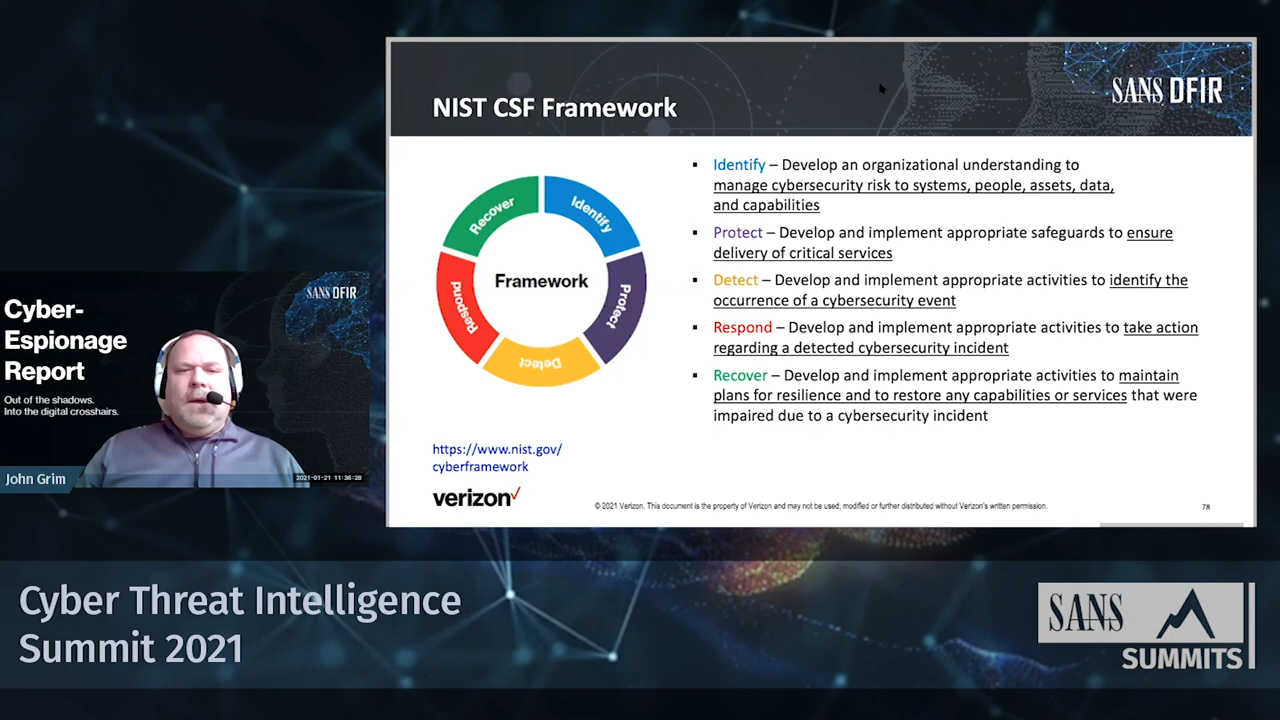 NIST CSF Framework
SANS DFIR
Recover
Identify
Protect
Detect
Respond
Framework
▪ Identify – Develop an organizational understanding to
manage cybersecurity risk to systems, people, assets, data,
and capabilities
▪ Protect – Develop and implement appropriate safeguards to ensure
delivery of critical services
▪ Detect – Develop and implement appropriate activities to identify the
occurrence of a cybersecurity event
▪ Respond – Develop and implement appropriate activities to take action
regarding a detected cybersecurity incident
▪ Recover – Develop and implement appropriate activities to maintain
plans for resilience and to restore any capabilities or services that were
impaired due to a cybersecurity incident
https://www.nist.gov/
cyberframework
verizon✓
© 2021 Verizon. This document is the property of Verizon and may not be used, modified or further distributed without Verizon's written permission.
78
SANS DFIR
Cyber-
Espionage
Report
Out of the shadows.
Into the digital crosshairs.
John Grim
2021-01-21 11:36:28
Cyber Threat Intelligence
Summit 2021
SANS
SUMMITS